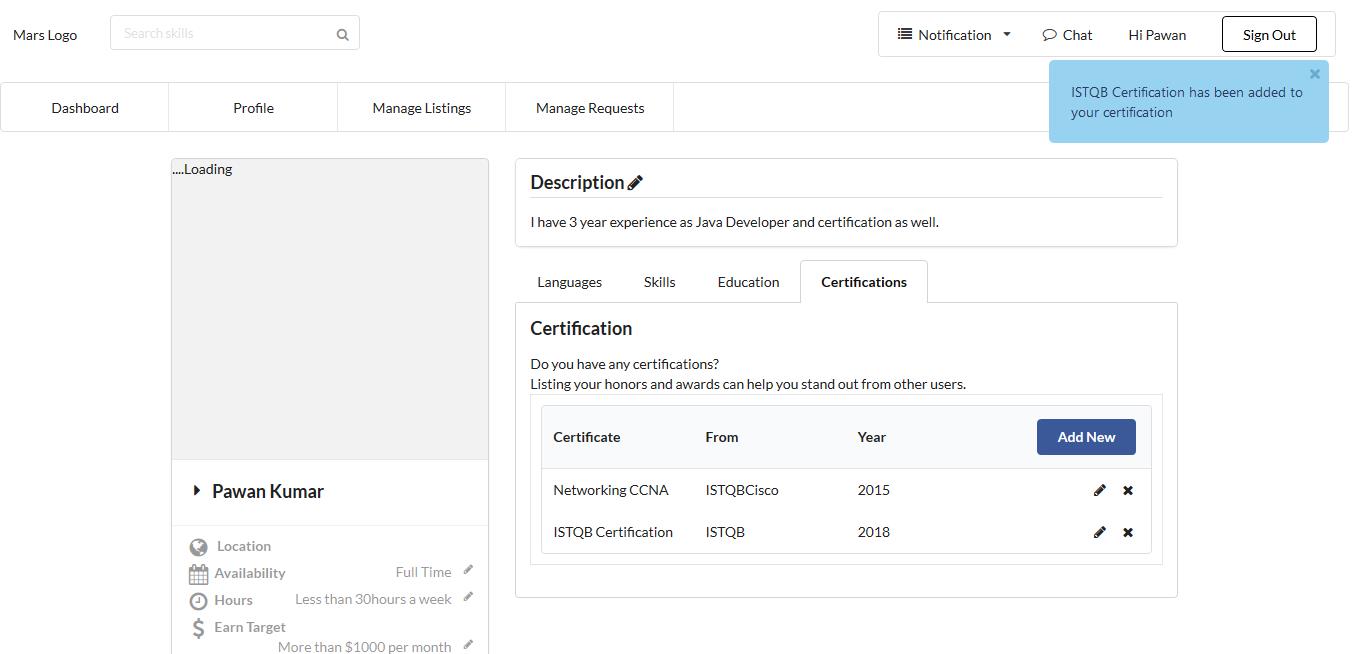 Mars Logo
Search skills
Notification
Chat
Hi Pawan
Sign Out
ISTQB Certification has been added to
your certification
Dashboard
Profile
Manage Listings
Manage Requests
....Loading
Pawan Kumar
Location
Availability
Full Time
Hours
Less than 30hours a week
Earn Target
More than $1000 per month
Description
I have 3 year experience as Java Developer and certification as well.
Languages
Skills
Education
Certifications
Certification
Do you have any certifications?
Listing your honors and awards can help you stand out from other users.
Certificate From Year Add New
Networking CCNA ISTQBCisco 2015
ISTQB Certification ISTQB 2018